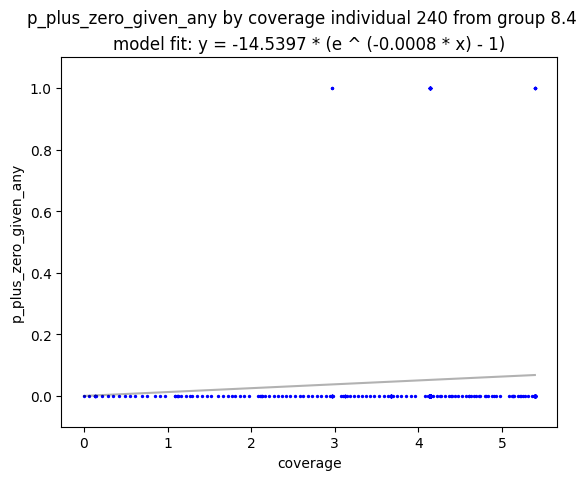 p_plus_zero_given_any by coverage individual 240 from group 8.4
model fit: y = -14.5397 * (e ^ (-0.0008 * x) - 1)
1.0
0.8
0.6
0.4
0.2
0.0
p_plus_zero_given_any
0 1 2 3 4 5
coverage